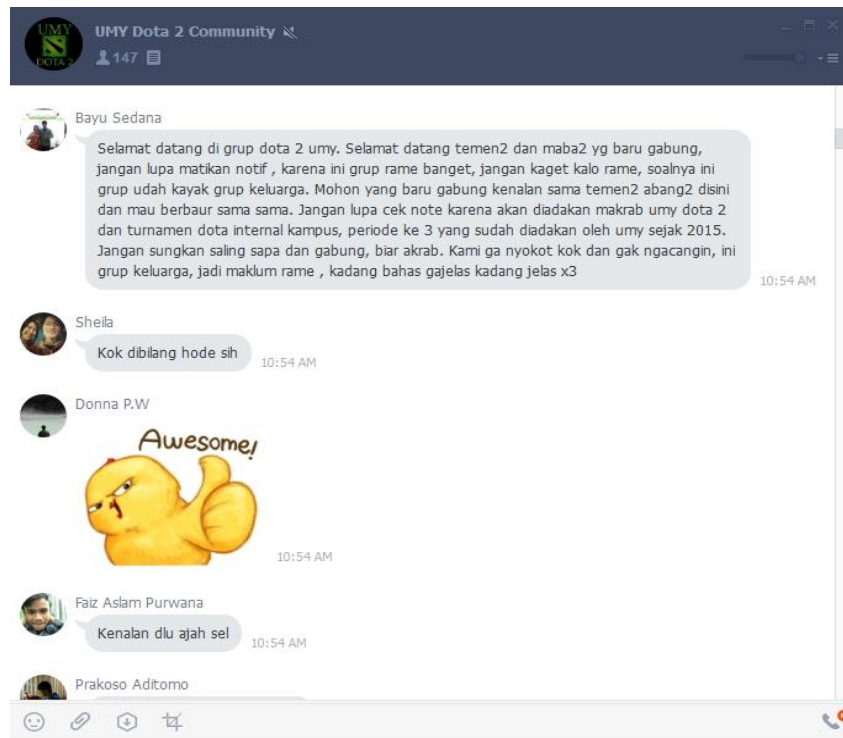 UMY
DOTA 2
UMY Dota 2 Community
147
Bayu Sedana
Selamat datang di grup dota 2 umy. Selamat datang temen2 dan maba2 yg baru gabung,
jangan lupa matikan notif , karena ini grup rame banget, jangan kaget kalo rame, soalnya ini
grup udah kayak grup keluarga. Mohon yang baru gabung kenalan sama temen2 abang2 disini
dan mau berbaur sama sama. Jangan lupa cek note karena akan diadakan makrab umy dota 2
dan turnamen dota internal kampus, periode ke 3 yang sudah diadakan oleh umy sejak 2015.
Jangan sungkan saling sapa dan gabung, biar akrab. Kami ga nyokot kok dan gak ngacangin, ini
grup keluarga, jadi maklum rame , kadang bahas gajelas kadang jelas x3
10:54 AM
Sheila
Kok dibilang hode sih
10:54 AM
Donna P.W
Awesome!
10:54 AM
Faiz Aslam Purwana
Kenalan dlu ajah sel
10:54 AM
Prakoso Aditomo